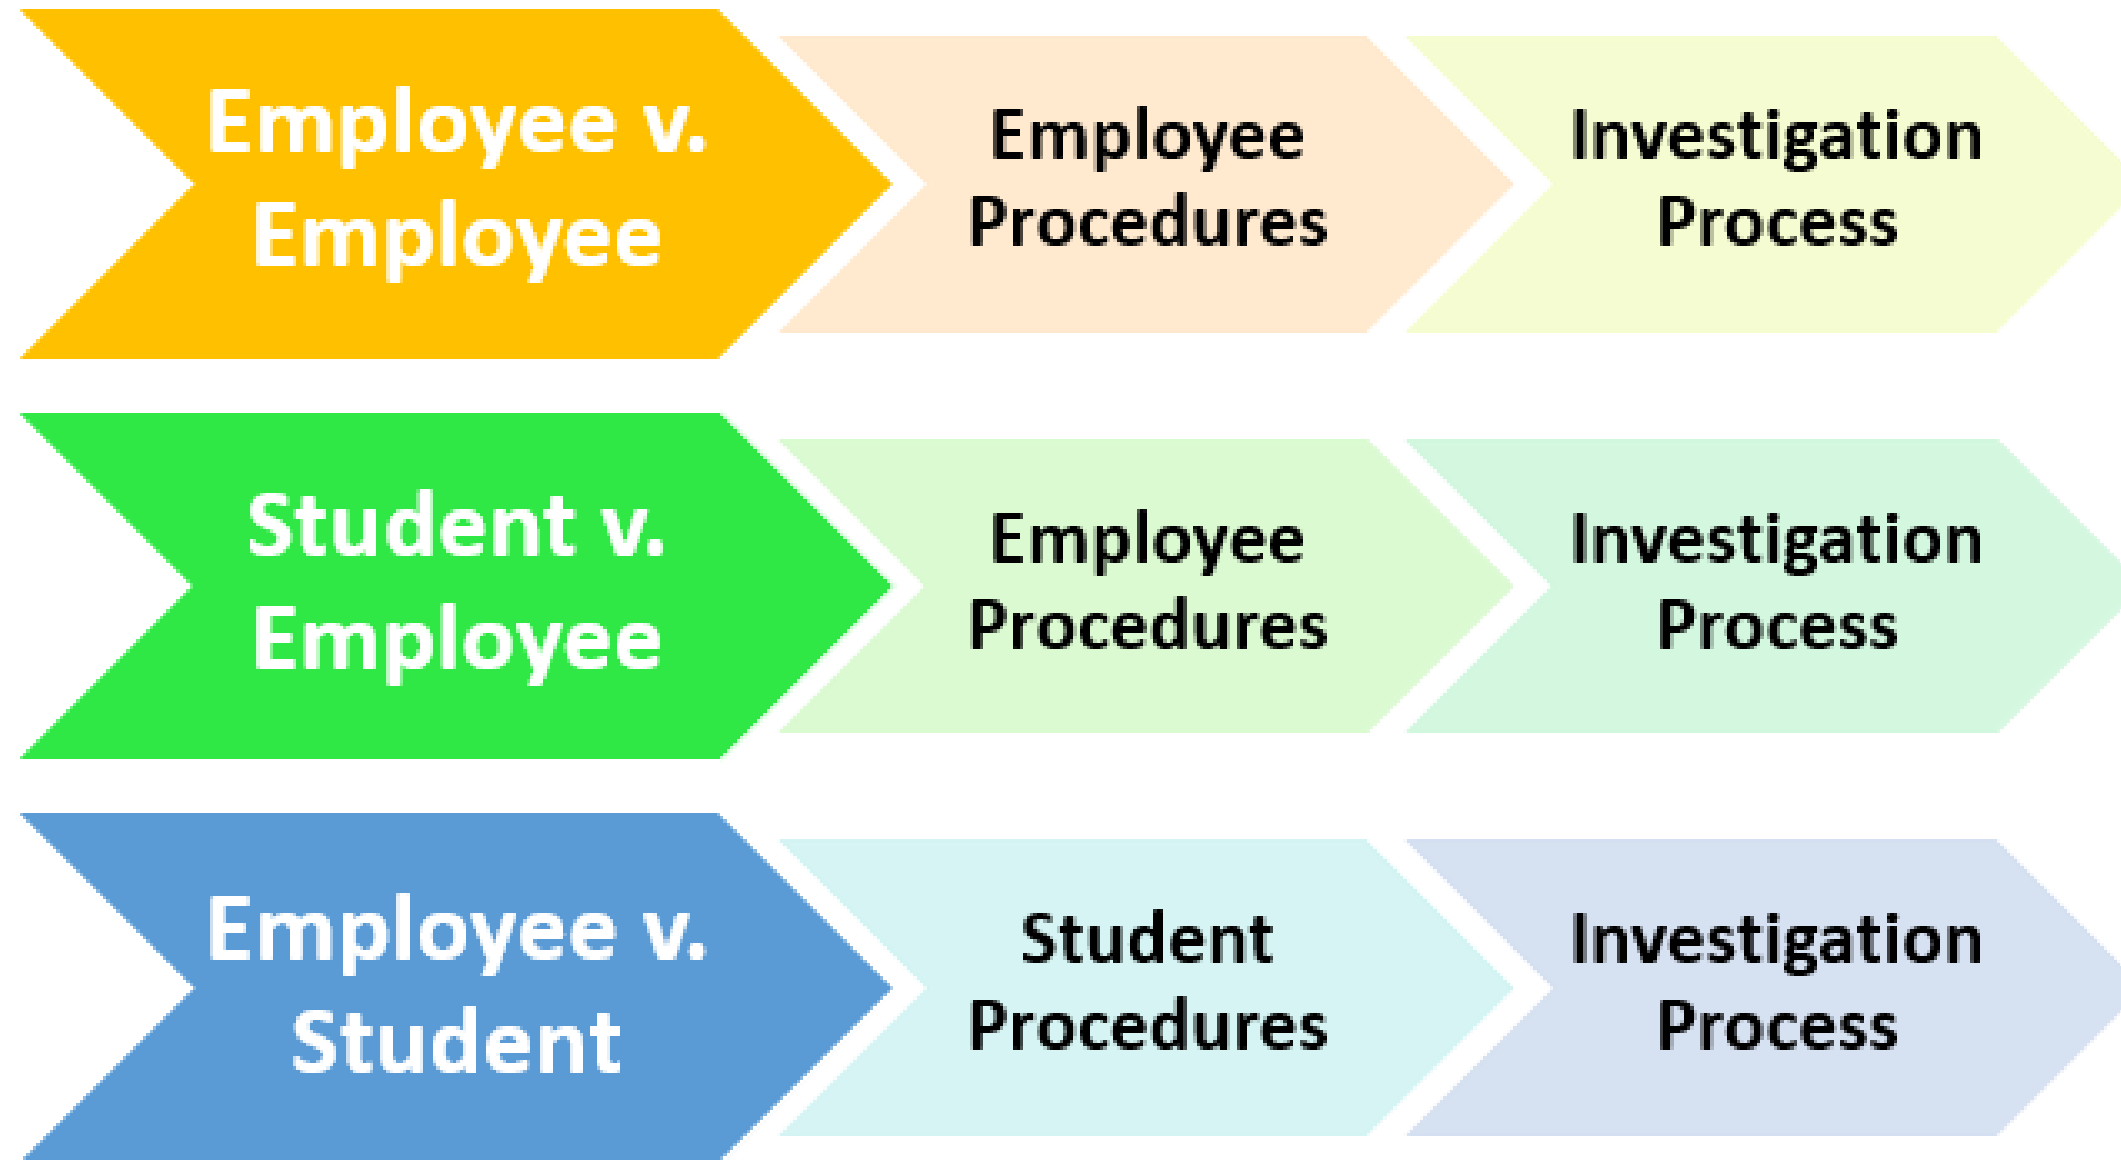 Employee v.
Employee
Employee
Procedures
Investigation
Process
Student v.
Employee
Employee
Procedures
Investigation
Process
Employee v.
Student
Student
Procedures
Investigation
Process